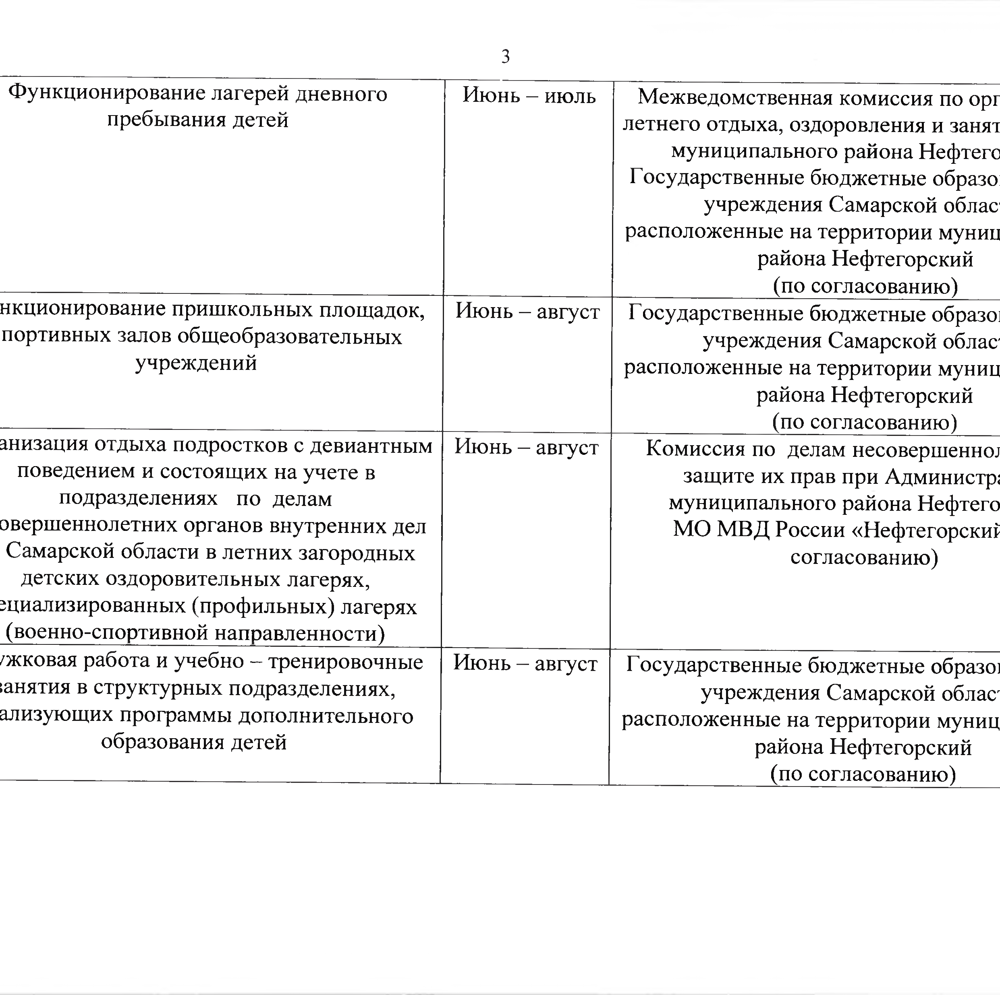 3
Функционирование лагерей дневного
пребывания детей
Июнь – июль
Межведомственная комиссия по орг
летнего отдыха, оздоровления и занят
муниципального района Нефтего
Государственные бюджетные образо
учреждения Самарской облас
расположенные на территории муниц
района Нефтегорский
(по согласованию)
нкционирование пришкольных площадок,
портивных залов общеобразовательных
учреждений
Июнь – август
Государственные бюджетные образо
учреждения Самарской облас
расположенные на территории муниц
района Нефтегорский
(по согласованию)
анизация отдыха подростков с девиантным
поведением и состоящих на учете в
подразделениях по делам
овершеннолетних органов внутренних дел
Самарской области в летних загородных
детских оздоровительных лагерях,
ециализированных (профильных) лагерях
(военно-спортивной направленности)
Июнь – август
Комиссия по делам несовершеннол
защите их прав при Администра
муниципального района Нефтего
МО МВД России «Нефтегорский
согласованию)
ужковая работа и учебно – тренировочные
занятия в структурных подразделениях,
ализующих программы дополнительного
образования детей
Июнь – август
Государственные бюджетные образо
учреждения Самарской облас
расположенные на территории муниц
района Нефтегорский
(по согласованию)